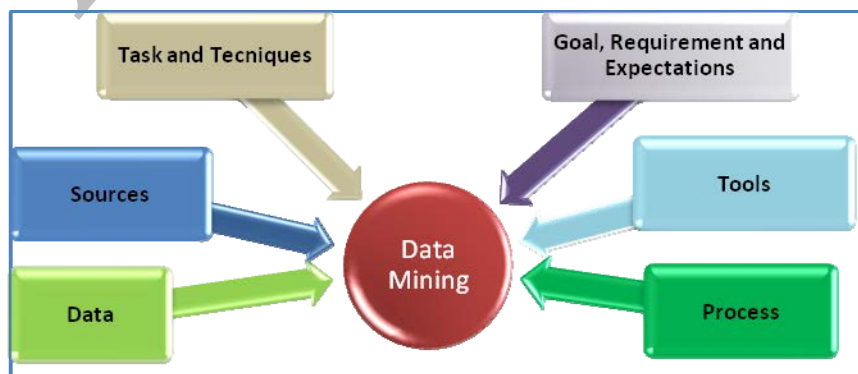 Task and Tecniques
Goal, Requirement and
Expectations
Sources
Tools
Data
Mining
Data
Process